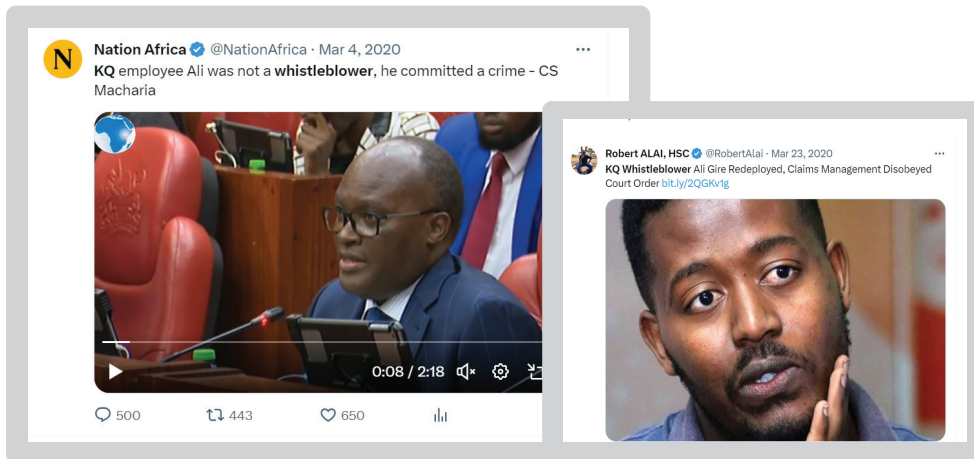 N
Nation Africa @NationAfrica · Mar 4, 2020
KQ employee Ali was not a whistleblower, he committed a crime - CS
Macharia
0:08 / 2:18
500
443
650
Robert ALAI, HSC @RobertAlai · Mar 23, 2020
KQ Whistleblower Ali Gire Redeployed, Claims Management Disobeyed
Court Order bit.ly/2QGKv1g